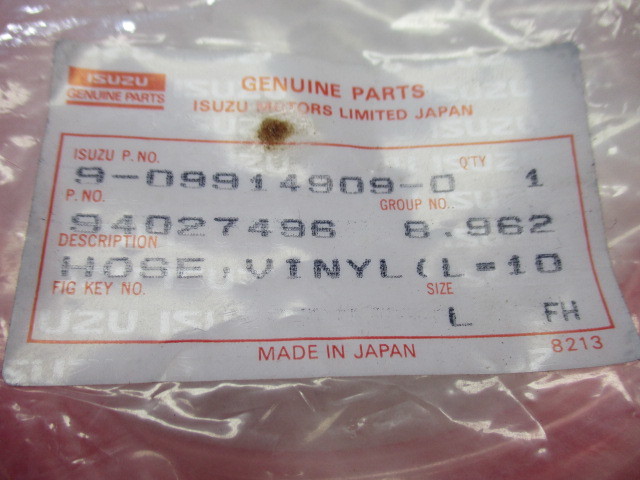 ISUZU
GENUINE PARTS
GENUINE PARTS
ISUZU MOTORS LIMITED JAPAN
ISUZU P. NO.
Q'TY
9-09914909-0 1
P.NO.
GROUP NO.
94027496 8.962
DESCRIPTION
HOSE,VINYL(L=10
FIG KEY NO.
SIZE
L FH
MADE IN JAPAN
8213